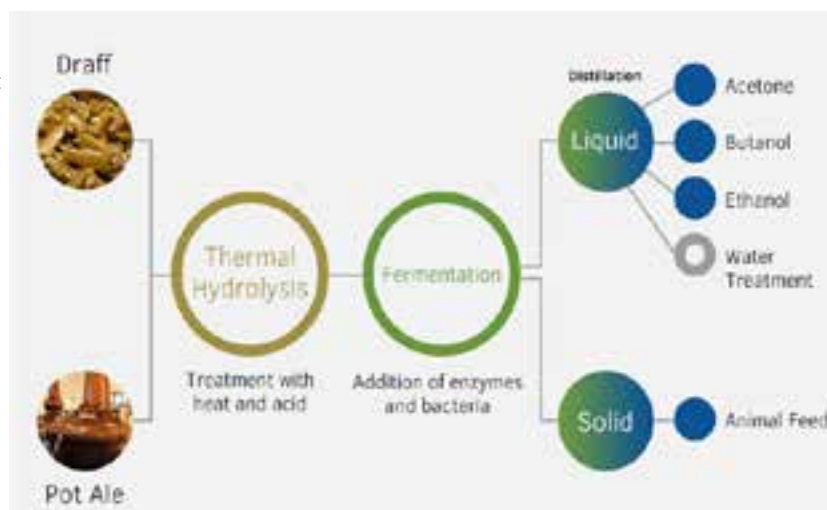 Draff
Distillation
Liquid
Acetone
Butanol
Ethanol
Water
Treatment
Thermal
Hydrolysis
Fermentation
Treatment with
heat and acid
Addition of enzymes
and bacteria
Solid
Animal Feed
Pot Ale